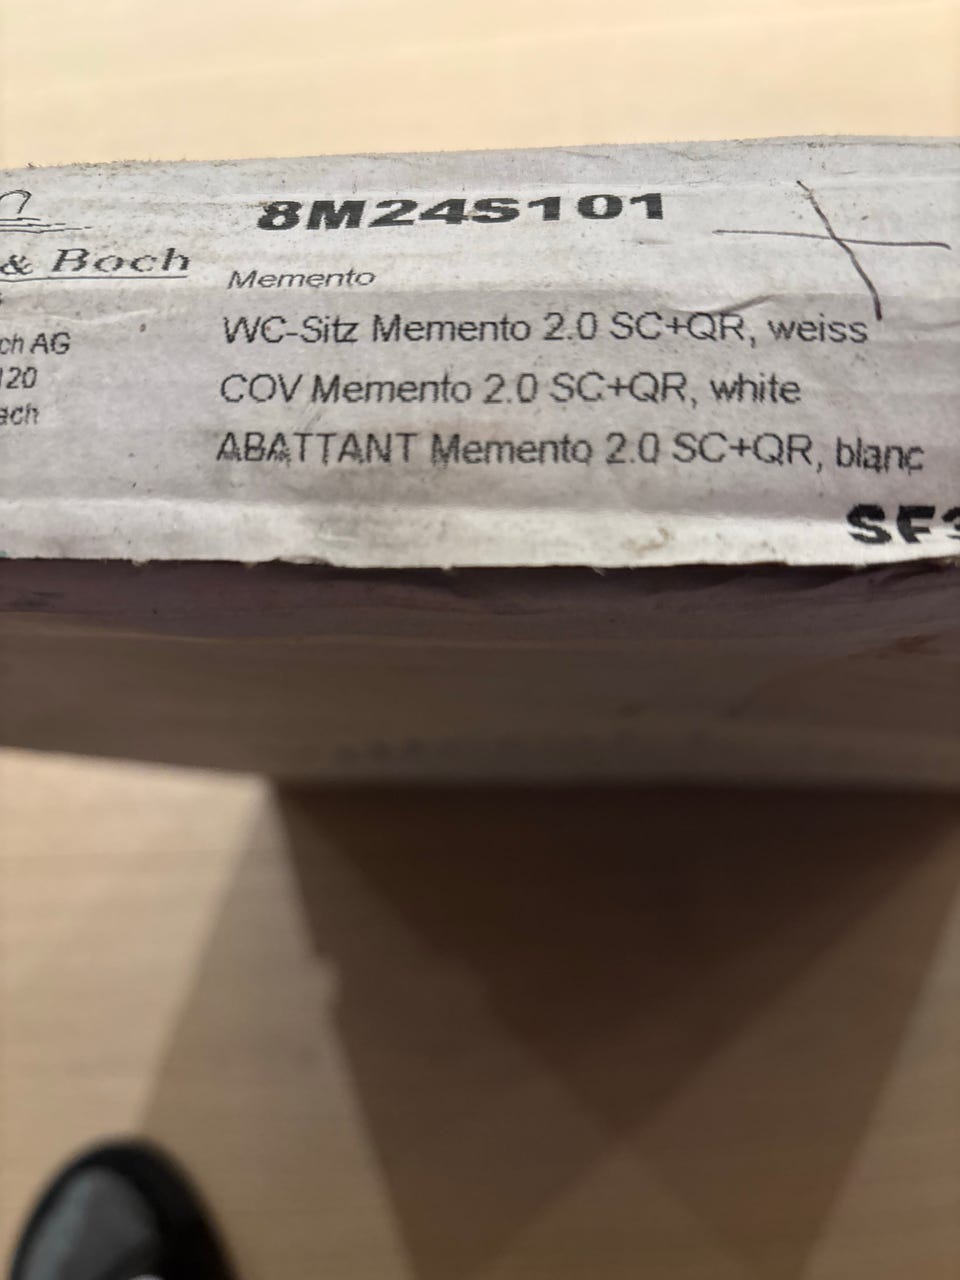 8M24S101
& Boch
Memento
ch AG
WC-Sitz Memento 2.0 SC+QR, weiss
120
COV Memento 2.0 SC+QR, white
ach
ABATTANT Memento 2.0 SC+QR, blanc
SF3